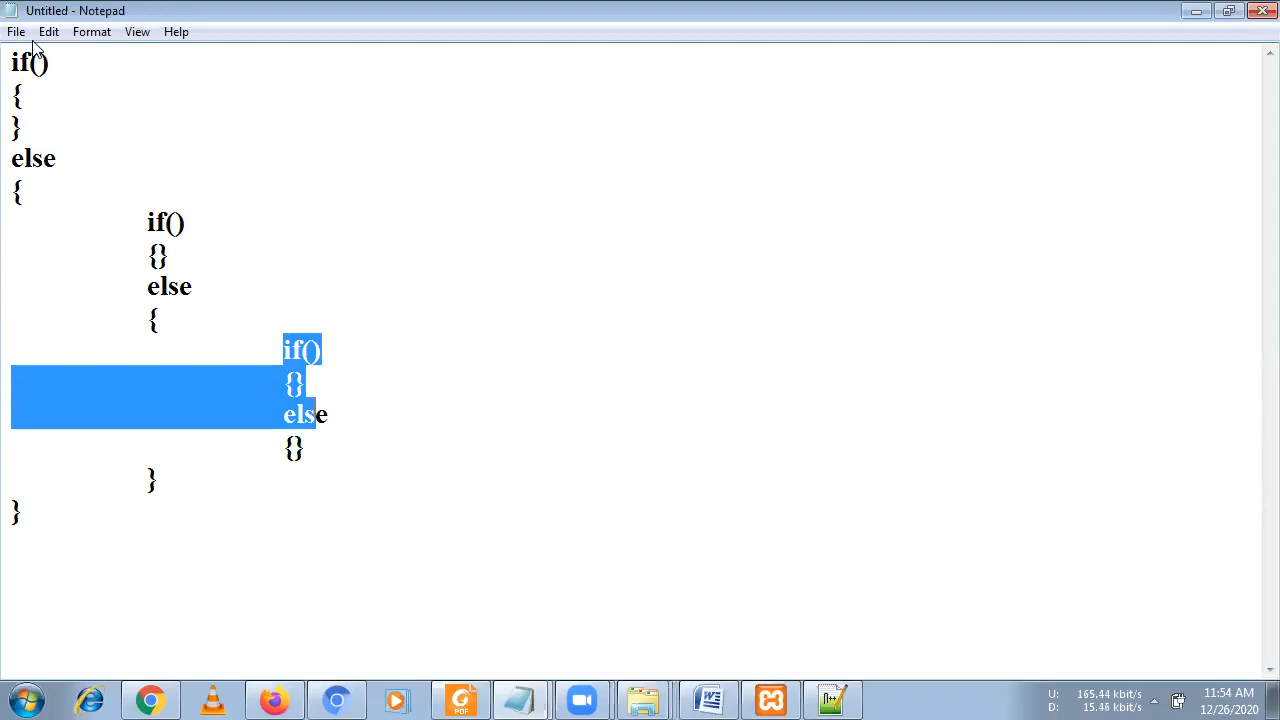 Untitled - Notepad
File Edit Format View Help
if()
{
}
else
{
if()
{}
else
{
if()
{}
else
{}
}
}
PDF
W
U: 165.44 kbit/s
D: 15.46 kbit/s
11:54 AM
12/26/2020